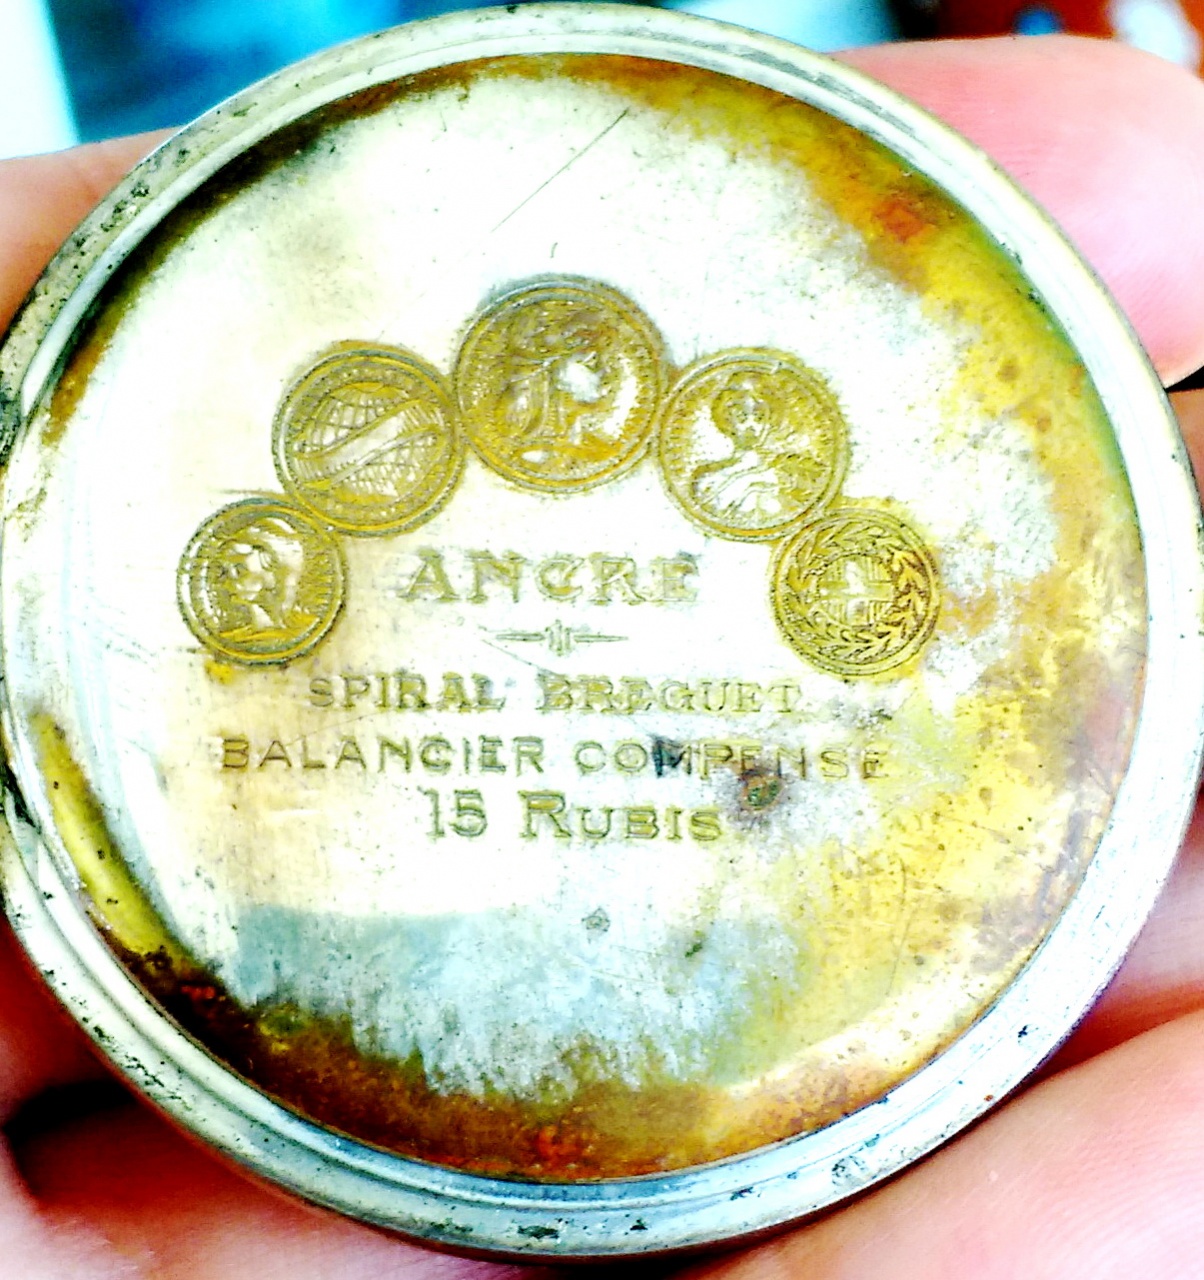 ANCRE
SPIRAL BREGUET
BALANCIER COMPENSE
15 RUBIS